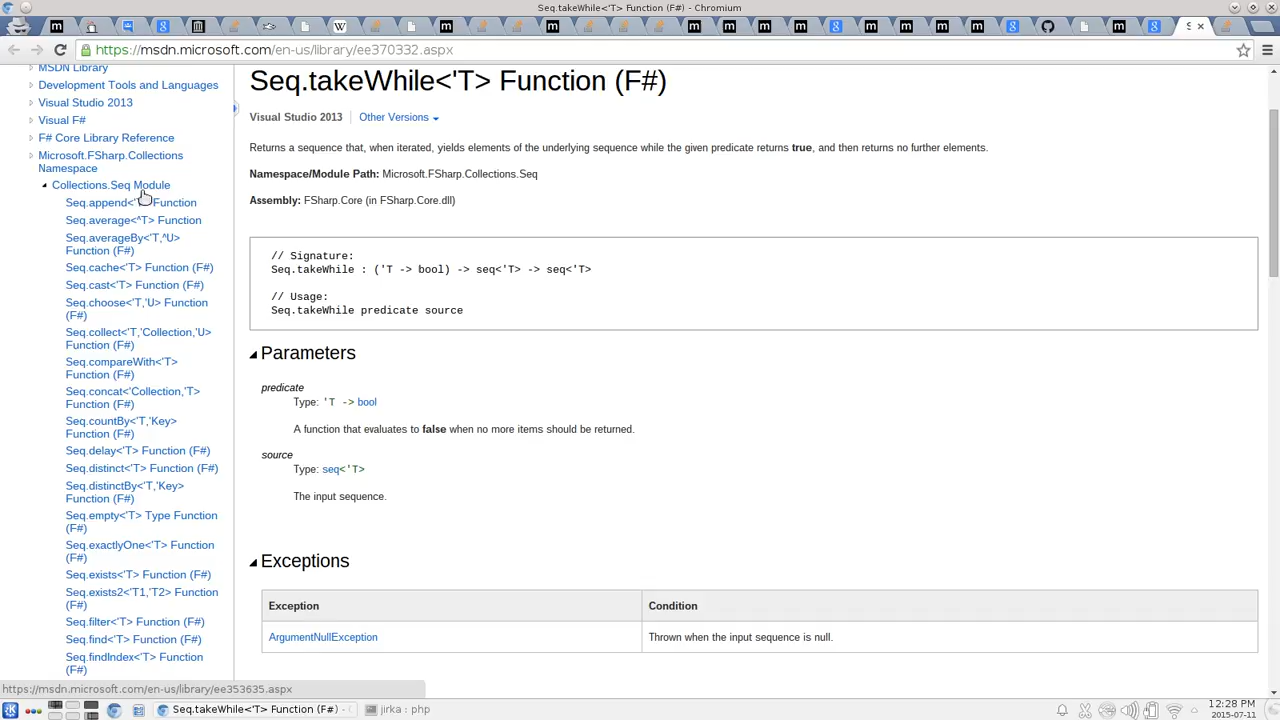 Seq.takeWhile<'T> Function (F#) - Chromium
S
https://msdn.microsoft.com/en-us/library/ee370332.aspx
MSDN Library
Development Tools and Languages
Visual Studio 2013
Visual F#
F# Core Library Reference
Microsoft.FSharp.Collections
Namespace
Collections.Seq Module
Seq.append<'T> Function
Seq.average<^T> Function
Seq.averageBy<'T,^U>
Function (F#)
Seq.cache<'T> Function (F#)
Seq.cast<'T> Function (F#)
Seq.choose<'T,'U> Function
(F#)
Seq.collect<'T,'Collection,'U>
Function (F#)
Seq.compareWith<'T>
Function (F#)
Seq.concat<'Collection,'T>
Function (F#)
Seq.countBy<'T,'Key>
Function (F#)
Seq.delay<'T> Function (F#)
Seq.distinct<'T> Function (F#)
Seq.distinctBy<'T,'Key>
Function (F#)
Seq.empty<'T> Type Function
(F#)
Seq.exactlyOne<'T> Function
(F#)
Seq.exists<'T> Function (F#)
Seq.exists2<'T1,'T2> Function
(F#)
Seq.filter<'T> Function (F#)
Seq.find<'T> Function (F#)
Seq.findIndex<'T> Function
(F#)
Seq.takeWhile<'T> Function (F#)
Visual Studio 2013
Other Versions
Returns a sequence that, when iterated, yields elements of the underlying sequence while the given predicate returns true, and then returns no further elements.
Namespace/Module Path: Microsoft.FSharp.Collections.Seq
Assembly: FSharp.Core (in FSharp.Core.dll)
// Signature:
Seq.takeWhile : ('T -> bool) -> seq<'T> -> seq<'T>
// Usage:
Seq.takeWhile predicate source
Parameters
predicate
Type: 'T -> bool
A function that evaluates to false when no more items should be returned.
source
Type: seq<'T>
The input sequence.
Exceptions
Exception Condition
ArgumentNullException Thrown when the input sequence is null.
https://msdn.microsoft.com/en-us/library/ee353635.aspx
Seq.takeWhile<'T> Function (F#) - 
jirka : php
12:28 PM
2015-07-11